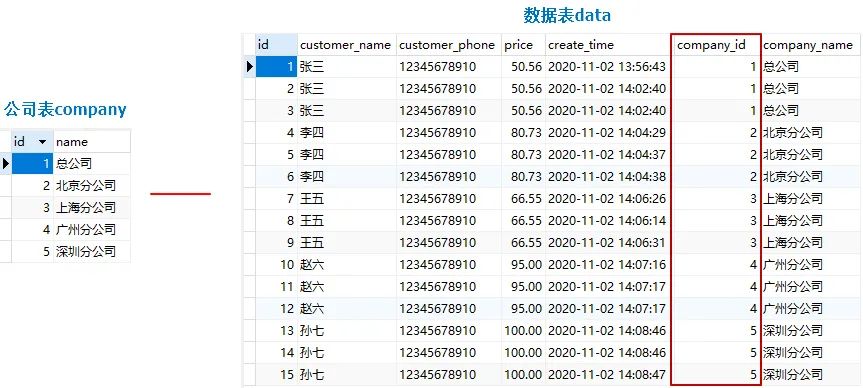 数据表data
id customer_name customer_phone price create_time company_id company_name
1 张三 12345678910 50.56 2020-11-02 13:56:43 1 总公司
2 张三 12345678910 50.56 2020-11-02 14:02:40 1 总公司
3 张三 12345678910 50.56 2020-11-02 14:02:40 1 总公司
4 李四 12345678910 80.73 2020-11-02 14:04:29 2 北京分公司
5 李四 12345678910 80.73 2020-11-02 14:04:37 2 北京分公司
6 李四 12345678910 80.73 2020-11-02 14:04:38 2 北京分公司
7 王五 12345678910 66.55 2020-11-02 14:06:26 3 上海分公司
8 王五 12345678910 66.55 2020-11-02 14:06:14 3 上海分公司
9 王五 12345678910 66.55 2020-11-02 14:06:31 3 上海分公司
10 赵六 12345678910 95.00 2020-11-02 14:07:16 4 广州分公司
11 赵六 12345678910 95.00 2020-11-02 14:07:17 4 广州分公司
12 赵六 12345678910 95.00 2020-11-02 14:07:17 4 广州分公司
13 孙七 12345678910 100.00 2020-11-02 14:08:46 5 深圳分公司
14 孙七 12345678910 100.00 2020-11-02 14:08:46 5 深圳分公司
15 孙七 12345678910 100.00 2020-11-02 14:08:47 5 深圳分公司
公司表company
id name
1 总公司
2 北京分公司
3 上海分公司
4 广州分公司
5 深圳分公司